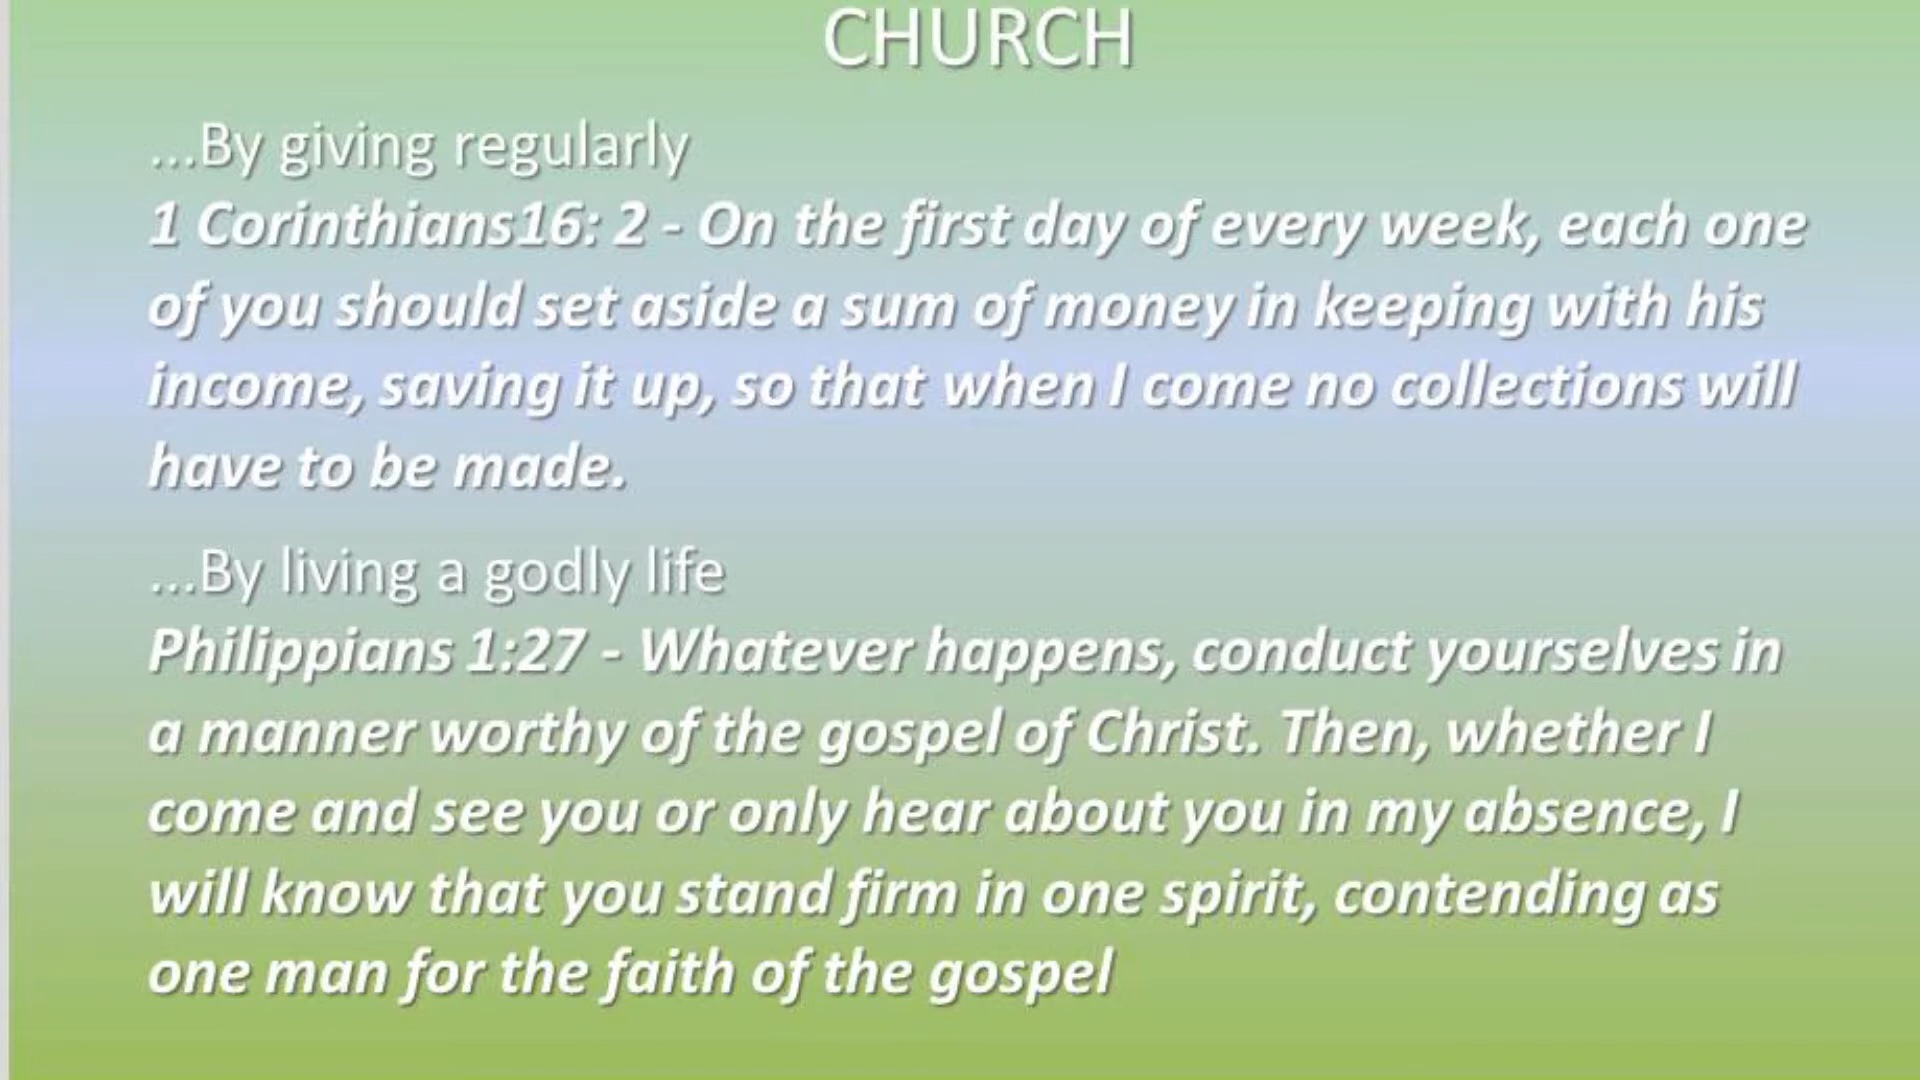 CHURCH
...By giving regularly
1 Corinthians16: 2 - On the first day of every week, each one
of you should set aside a sum of money in keeping with his
income, saving it up, so that when I come no collections will
have to be made.
...By living a godly life
Philippians 1:27 - Whatever happens, conduct yourselves in
a manner worthy of the gospel of Christ. Then, whether I
come and see you or only hear about you in my absence, I
will know that you stand firm in one spirit, contending as
one man for the faith of the gospel